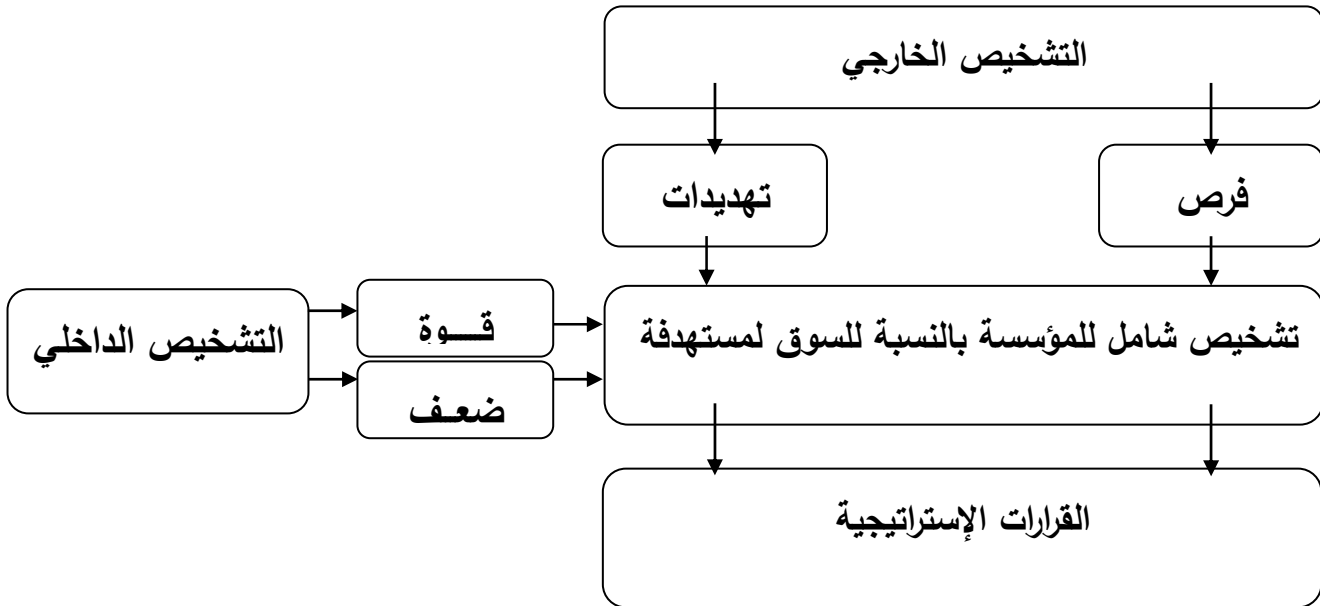 التشخيص الخارجي
فرص
تهديدات
تشخيص شامل للمؤسسة بالنسبة للسوق لمستهدفة
قـــوة
ضعـف
التشخيص الداخلي
القرارات الإستراتيجية